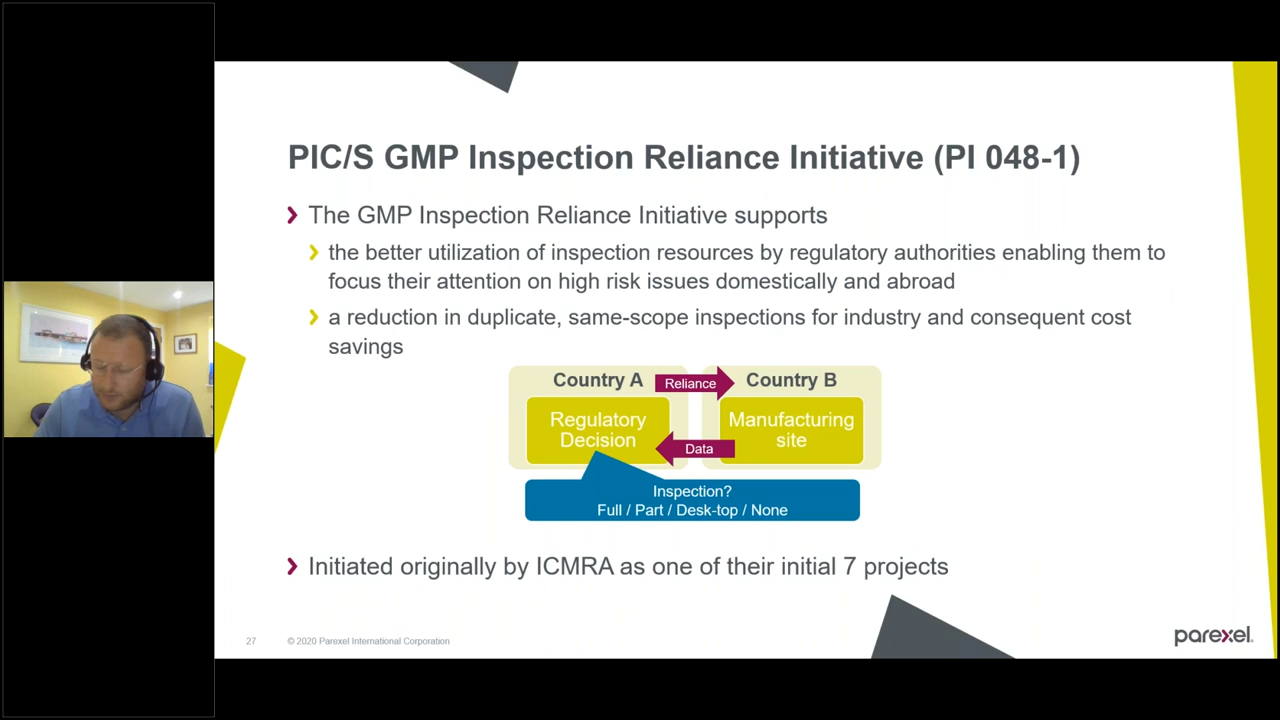 PIC/S GMP Inspection Reliance Initiative (PI 048-1)
The GMP Inspection Reliance Initiative supports
the better utilization of inspection resources by regulatory authorities enabling them to
focus their attention on high risk issues domestically and abroad
a reduction in duplicate, same-scope inspections for industry and consequent cost
savings
Country A
Reliance
Country B
Regulatory
Decision
Manufacturing
site
Data
Inspection?
Full / Part / Desk-top / None
Initiated originally by ICMRA as one of their initial 7 projects
27
© 2020 Parexel International Corporation
parexel.